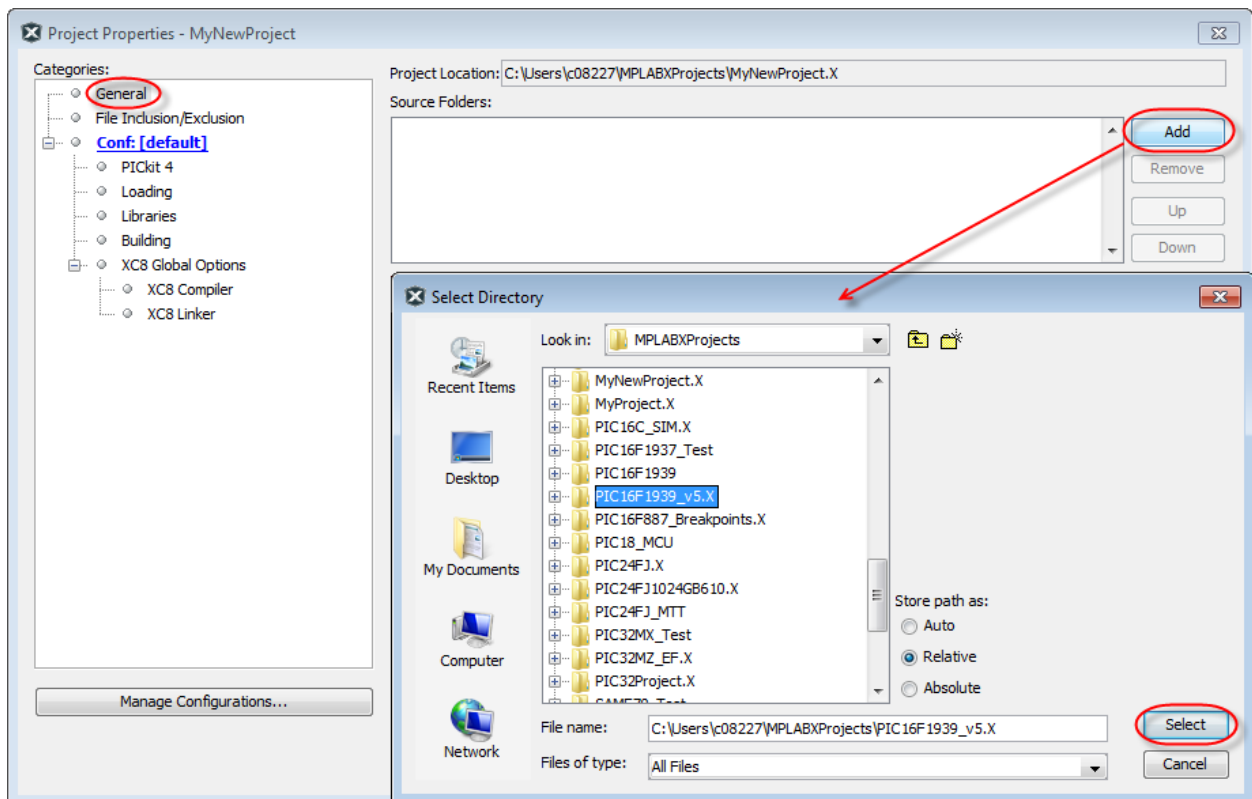 Project Properties - MyNewProject
Categories:
General
File Inclusion/Exclusion
Conf: [default]
PICkit 4
Loading
Libraries
Building
XC8 Global Options
XC8 Compiler
XC8 Linker
Manage Configurations...
Project Location: C:\Users\c08227\MPLABXProjects\MyNewProject.X
Source Folders:
Add
Remove
Up
Down
Select Directory
Look in: MPLABXProjects
Recent Items
Desktop
My Documents
Computer
Network
MyNewProject.X
MyProject.X
PIC16C_SIM.X
PIC16F1937_Test
PIC16F1939
PIC16F1939_v5.X
PIC16F887_Breakpoints.X
PIC18_MCU
PIC24FJ.X
PIC24FJ1024GB610.X
PIC24FJ_MTT
PIC32MX_Test
PIC32MZ_EF.X
PIC32Project.X
Store path as:
Auto
Relative
Absolute
File name: C:\Users\c08227\MPLABXProjects\PIC16F1939_v5.X
Select
Files of type: All Files
Cancel